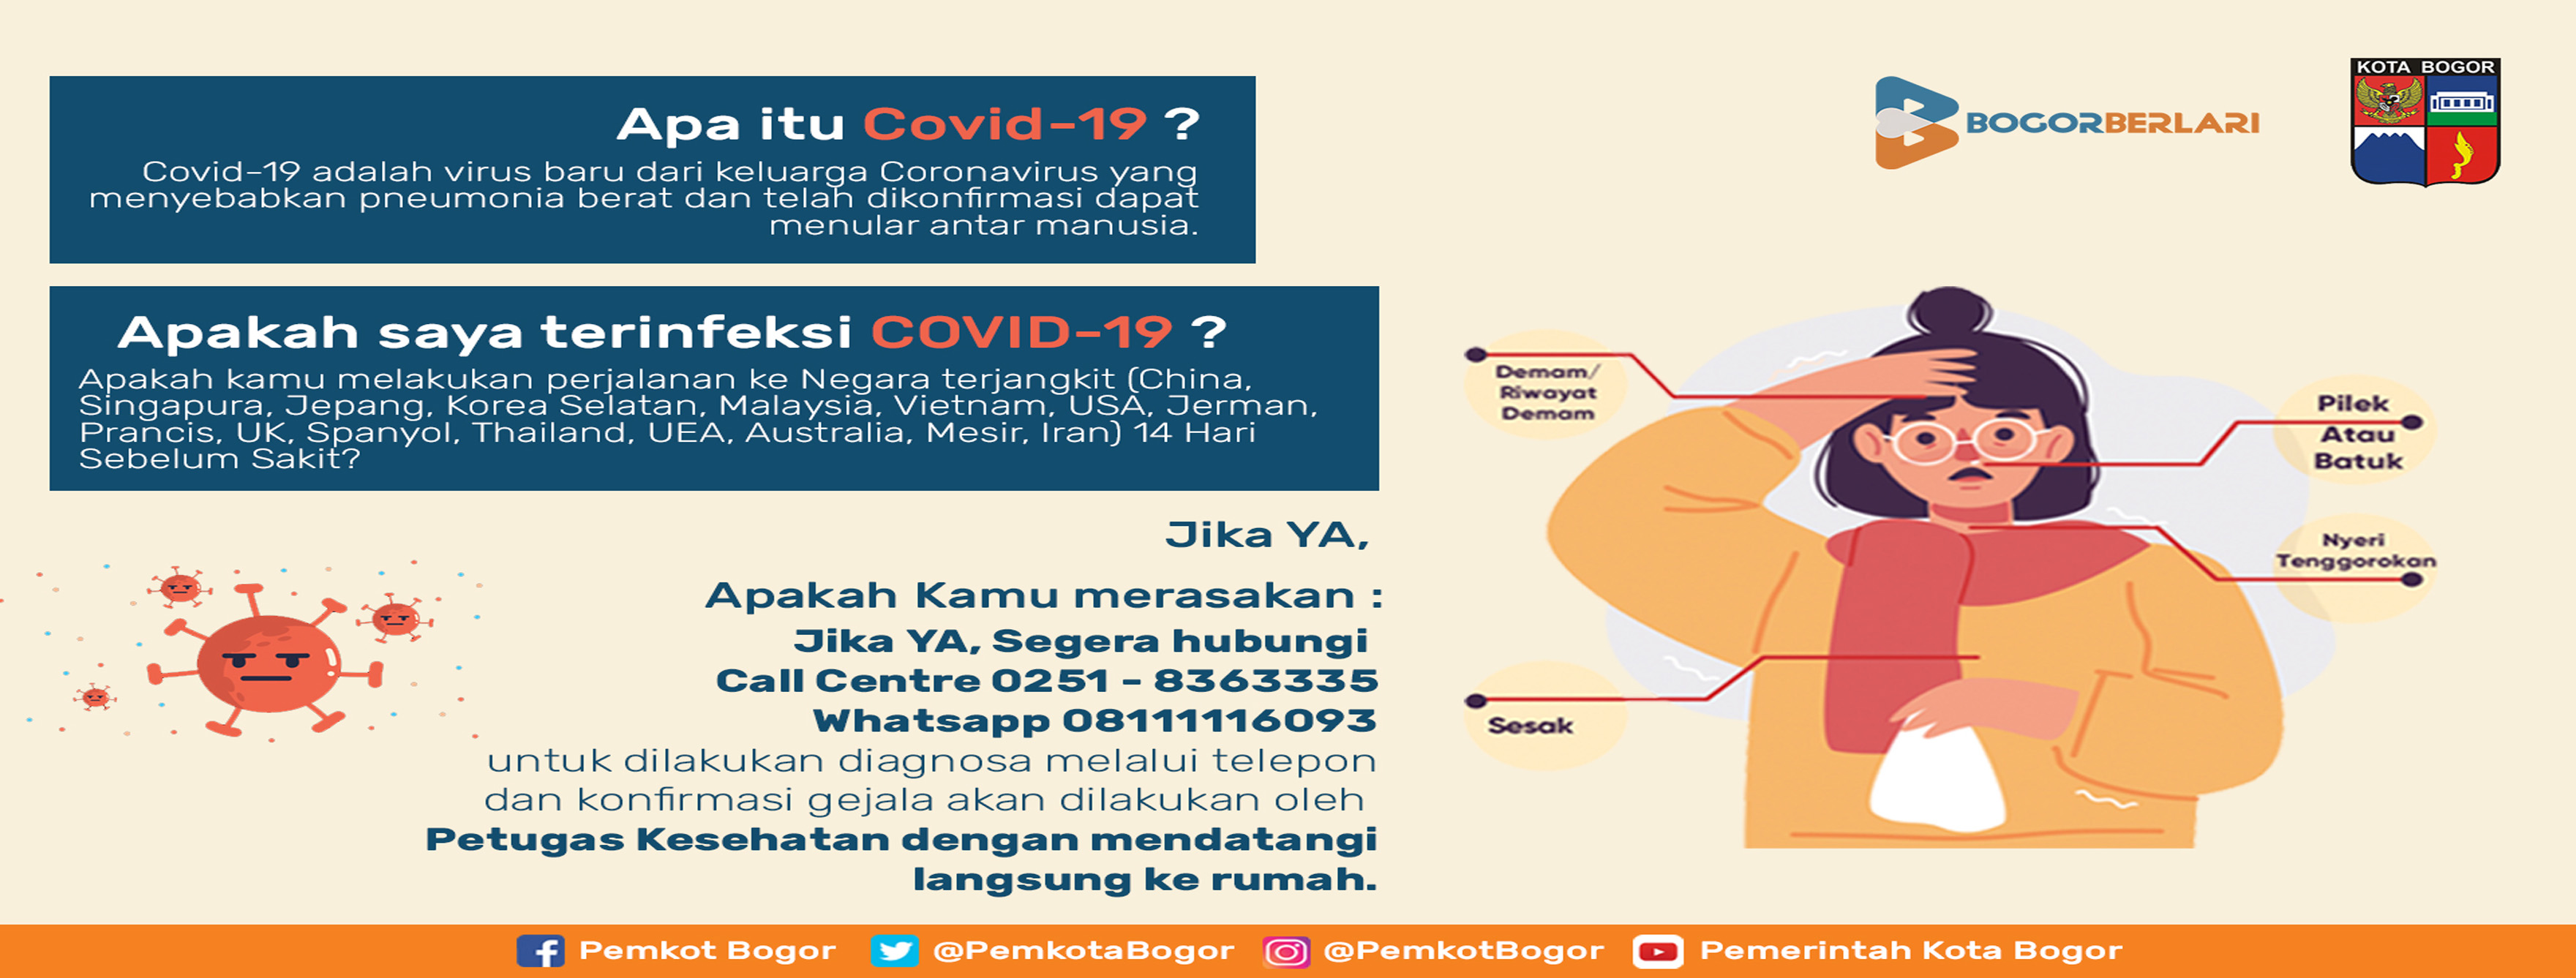 Apa itu Covid-19 ?
Covid-19 adalah virus baru dari keluarga Coronavirus yang
menyebabkan pneumonia berat dan telah dikonfirmasi dapat
menular antar manusia.
Apakah saya terinfeksi COVID-19 ?
Apakah kamu melakukan perjalanan ke Negara terjangkit (China,
Singapura, Jepang, Korea Selatan, Malaysia, Vietnam, USA, Jerman,
Prancis, UK, Spanyol, Thailand, UEA, Australia, Mesir, Iran) 14 Hari
Sebelum Sakit?
Jika YA,
Apakah Kamu merasakan :
Jika YA, Segera hubungi
Call Centre 0251 - 8363335
Whatsapp 08111116093
untuk dilakukan diagnosa melalui telepon
dan konfirmasi gejala akan dilakukan oleh
Petugas Kesehatan dengan mendatangi
langsung ke rumah.
BOGORBERLARI
KOTA BOGOR
Demam/
Riwayat
Demam
Pilek
Atau
Batuk
Nyeri
Tenggorokan
Sesak
Pemkot Bogor @PemkotaBogor @PemkotBogor Pemerintah Kota Bogor